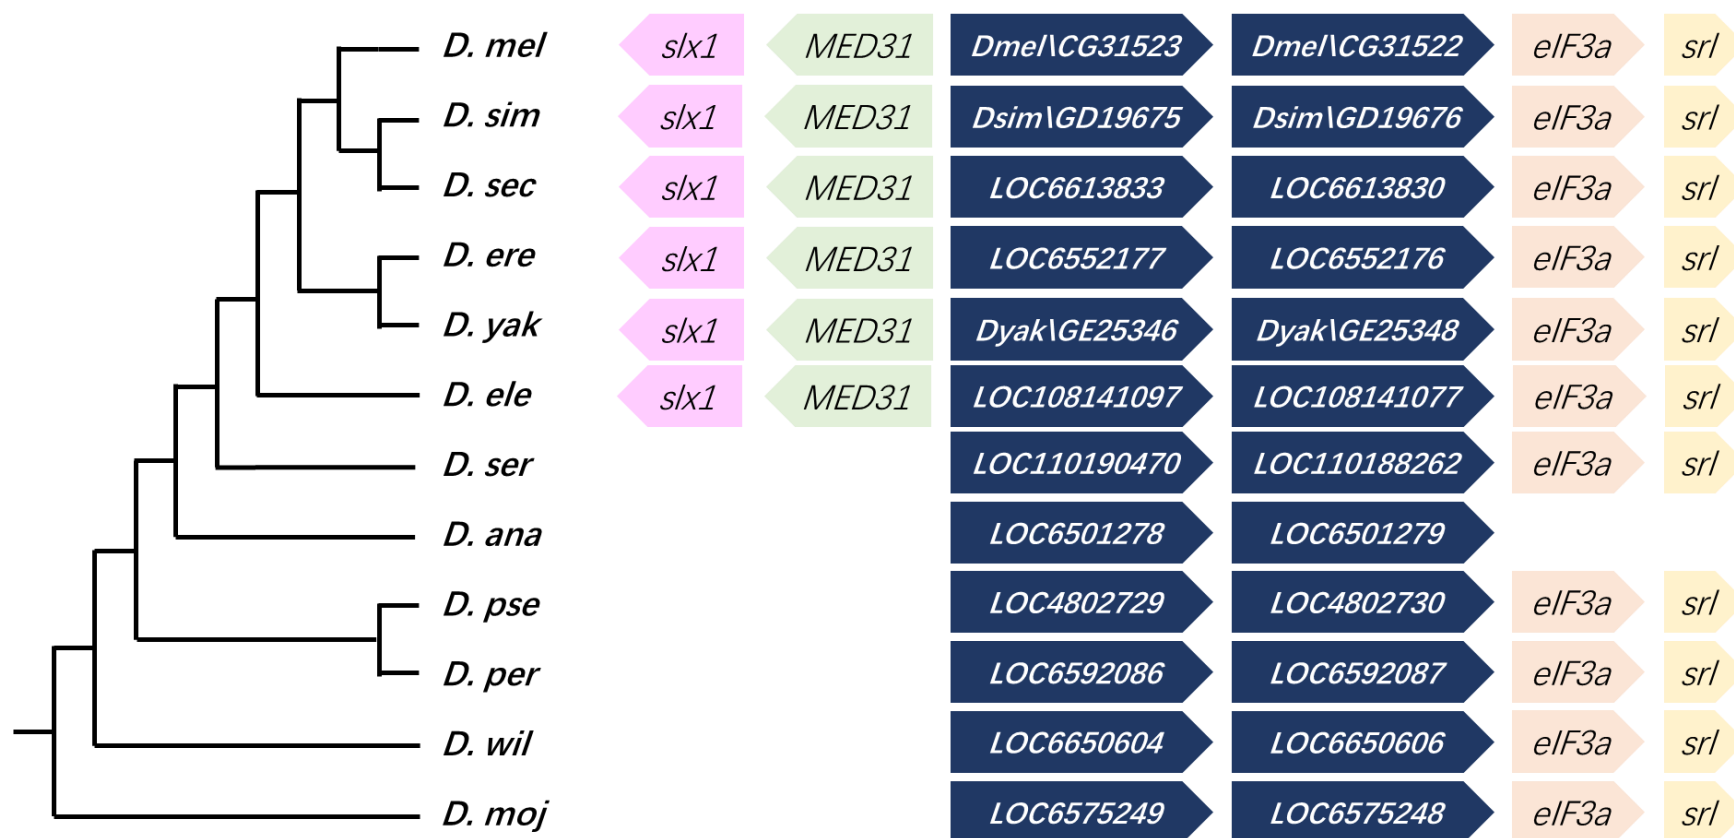 D. mel slx1 MED31 Dmel\CG31523 Dmel\CG31522 eIF3a srl
D. sim slx1 MED31 Dsim\GD19675 Dsim\GD19676 eIF3a srl
D. sec slx1 MED31 LOC6613833 LOC6613830 eIF3a srl
D. ere slx1 MED31 LOC6552177 LOC6552176 eIF3a srl
D. yak slx1 MED31 Dyak\GE25346 Dyak\GE25348 eIF3a srl
D. ele slx1 MED31 LOC108141097 LOC108141077 eIF3a srl
D. ser LOC110190470 LOC110188262 eIF3a srl
D. ana LOC6501278 LOC6501279
D. pse LOC4802729 LOC4802730 eIF3a srl
D. per LOC6592086 LOC6592087 eIF3a srl
D. wil LOC6650604 LOC6650606 eIF3a srl
D. moj LOC6575249 LOC6575248 eIF3a srl